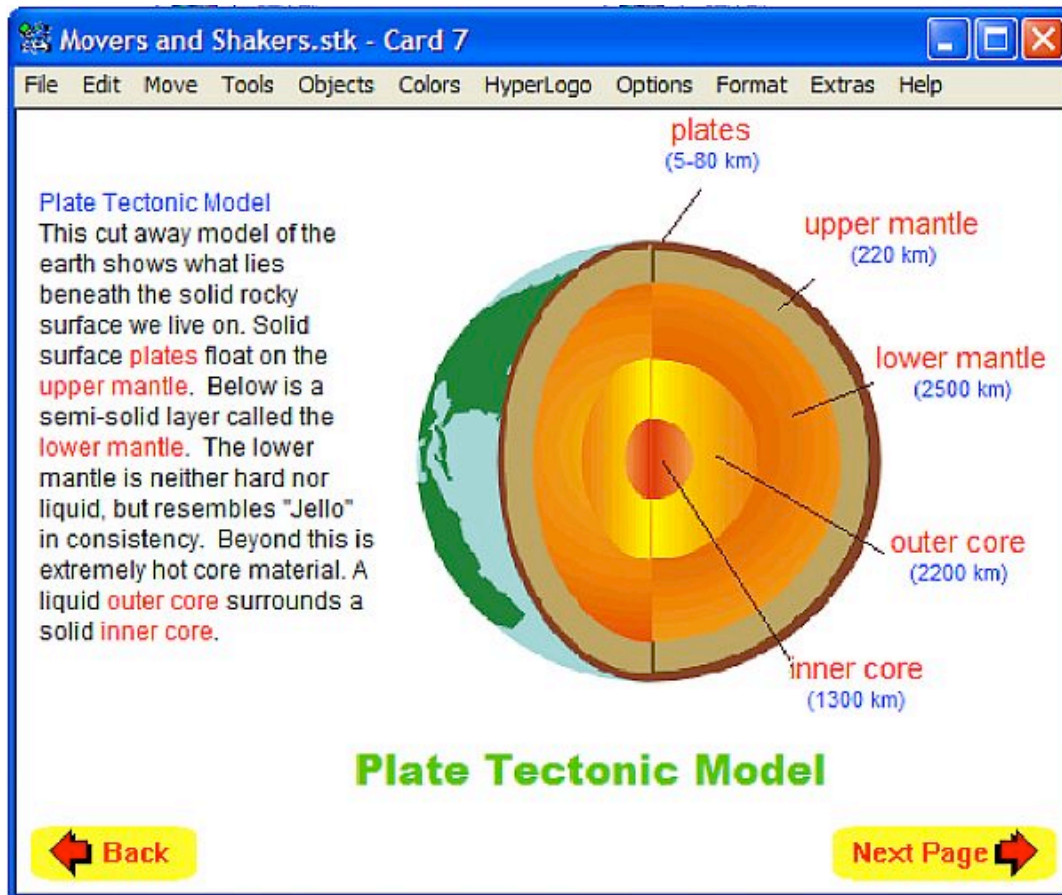 Movers and Shakers.stk - Card 7
File Edit Move Tools Objects Colors HyperLogo Options Format Extras Help
Plate Tectonic Model
This cut away model of the
earth shows what lies
beneath the solid rocky
surface we live on. Solid
surface plates float on the
upper mantle. Below is a
semi-solid layer called the
lower mantle. The lower
mantle is neither hard nor
liquid, but resembles "Jello"
in consistency. Beyond this is
extremely hot core material. A
liquid outer core surrounds a
solid inner core.
plates
(5-80 km)
upper mantle
(220 km)
lower mantle
(2500 km)
outer core
(2200 km)
inner core
(1300 km)
Plate Tectonic Model
Back
Next Page